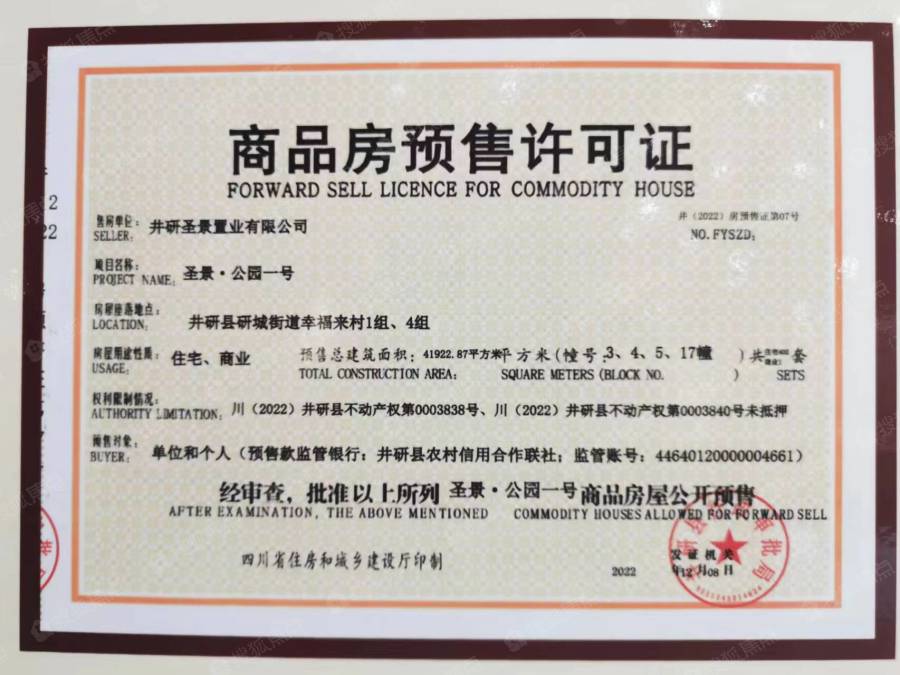 商品房预售许可证
FORWARD SELL LICENCE FOR COMMODITY HOUSE
井（2022）房预售证第07号
售房单位：井研圣景置业有限公司
SELLER:
NO.FYSZD:
项目名称：圣景·公园一号
PROJECT NAME:
房屋座落地点：井研县研城街道幸福来村1组、4组
LOCATION:
房屋用途性质：住宅、商业 预售总建筑面积：41922.87平方米平方米(幢号:3、4、5、17幢 )共 套
USAGE: TOTAL CONSTRUCTION AREA: SQUARE METERS (BLOCK NO. ) SETS
权利限制情况：川（2022）井研县不动产权第0003838号、川（2022）井研县不动产权第0003840号未抵押
AUTHORITY LIMITATION:
销售对象：单位和个人（预售款监管银行：井研县农村信用合作联社；监管账号：44640120000004661）
BUYER:
经审查，批准以上所列 圣景·公园一号 商品房屋公开预售
AFTER EXAMINATION, THE ABOVE MENTIONED COMMODITY HOUSES ALLOWED FOR FORWARD SELL
四川省住房和城乡建设厅印制
发证机关
2022 年12月08日
搜狐焦点